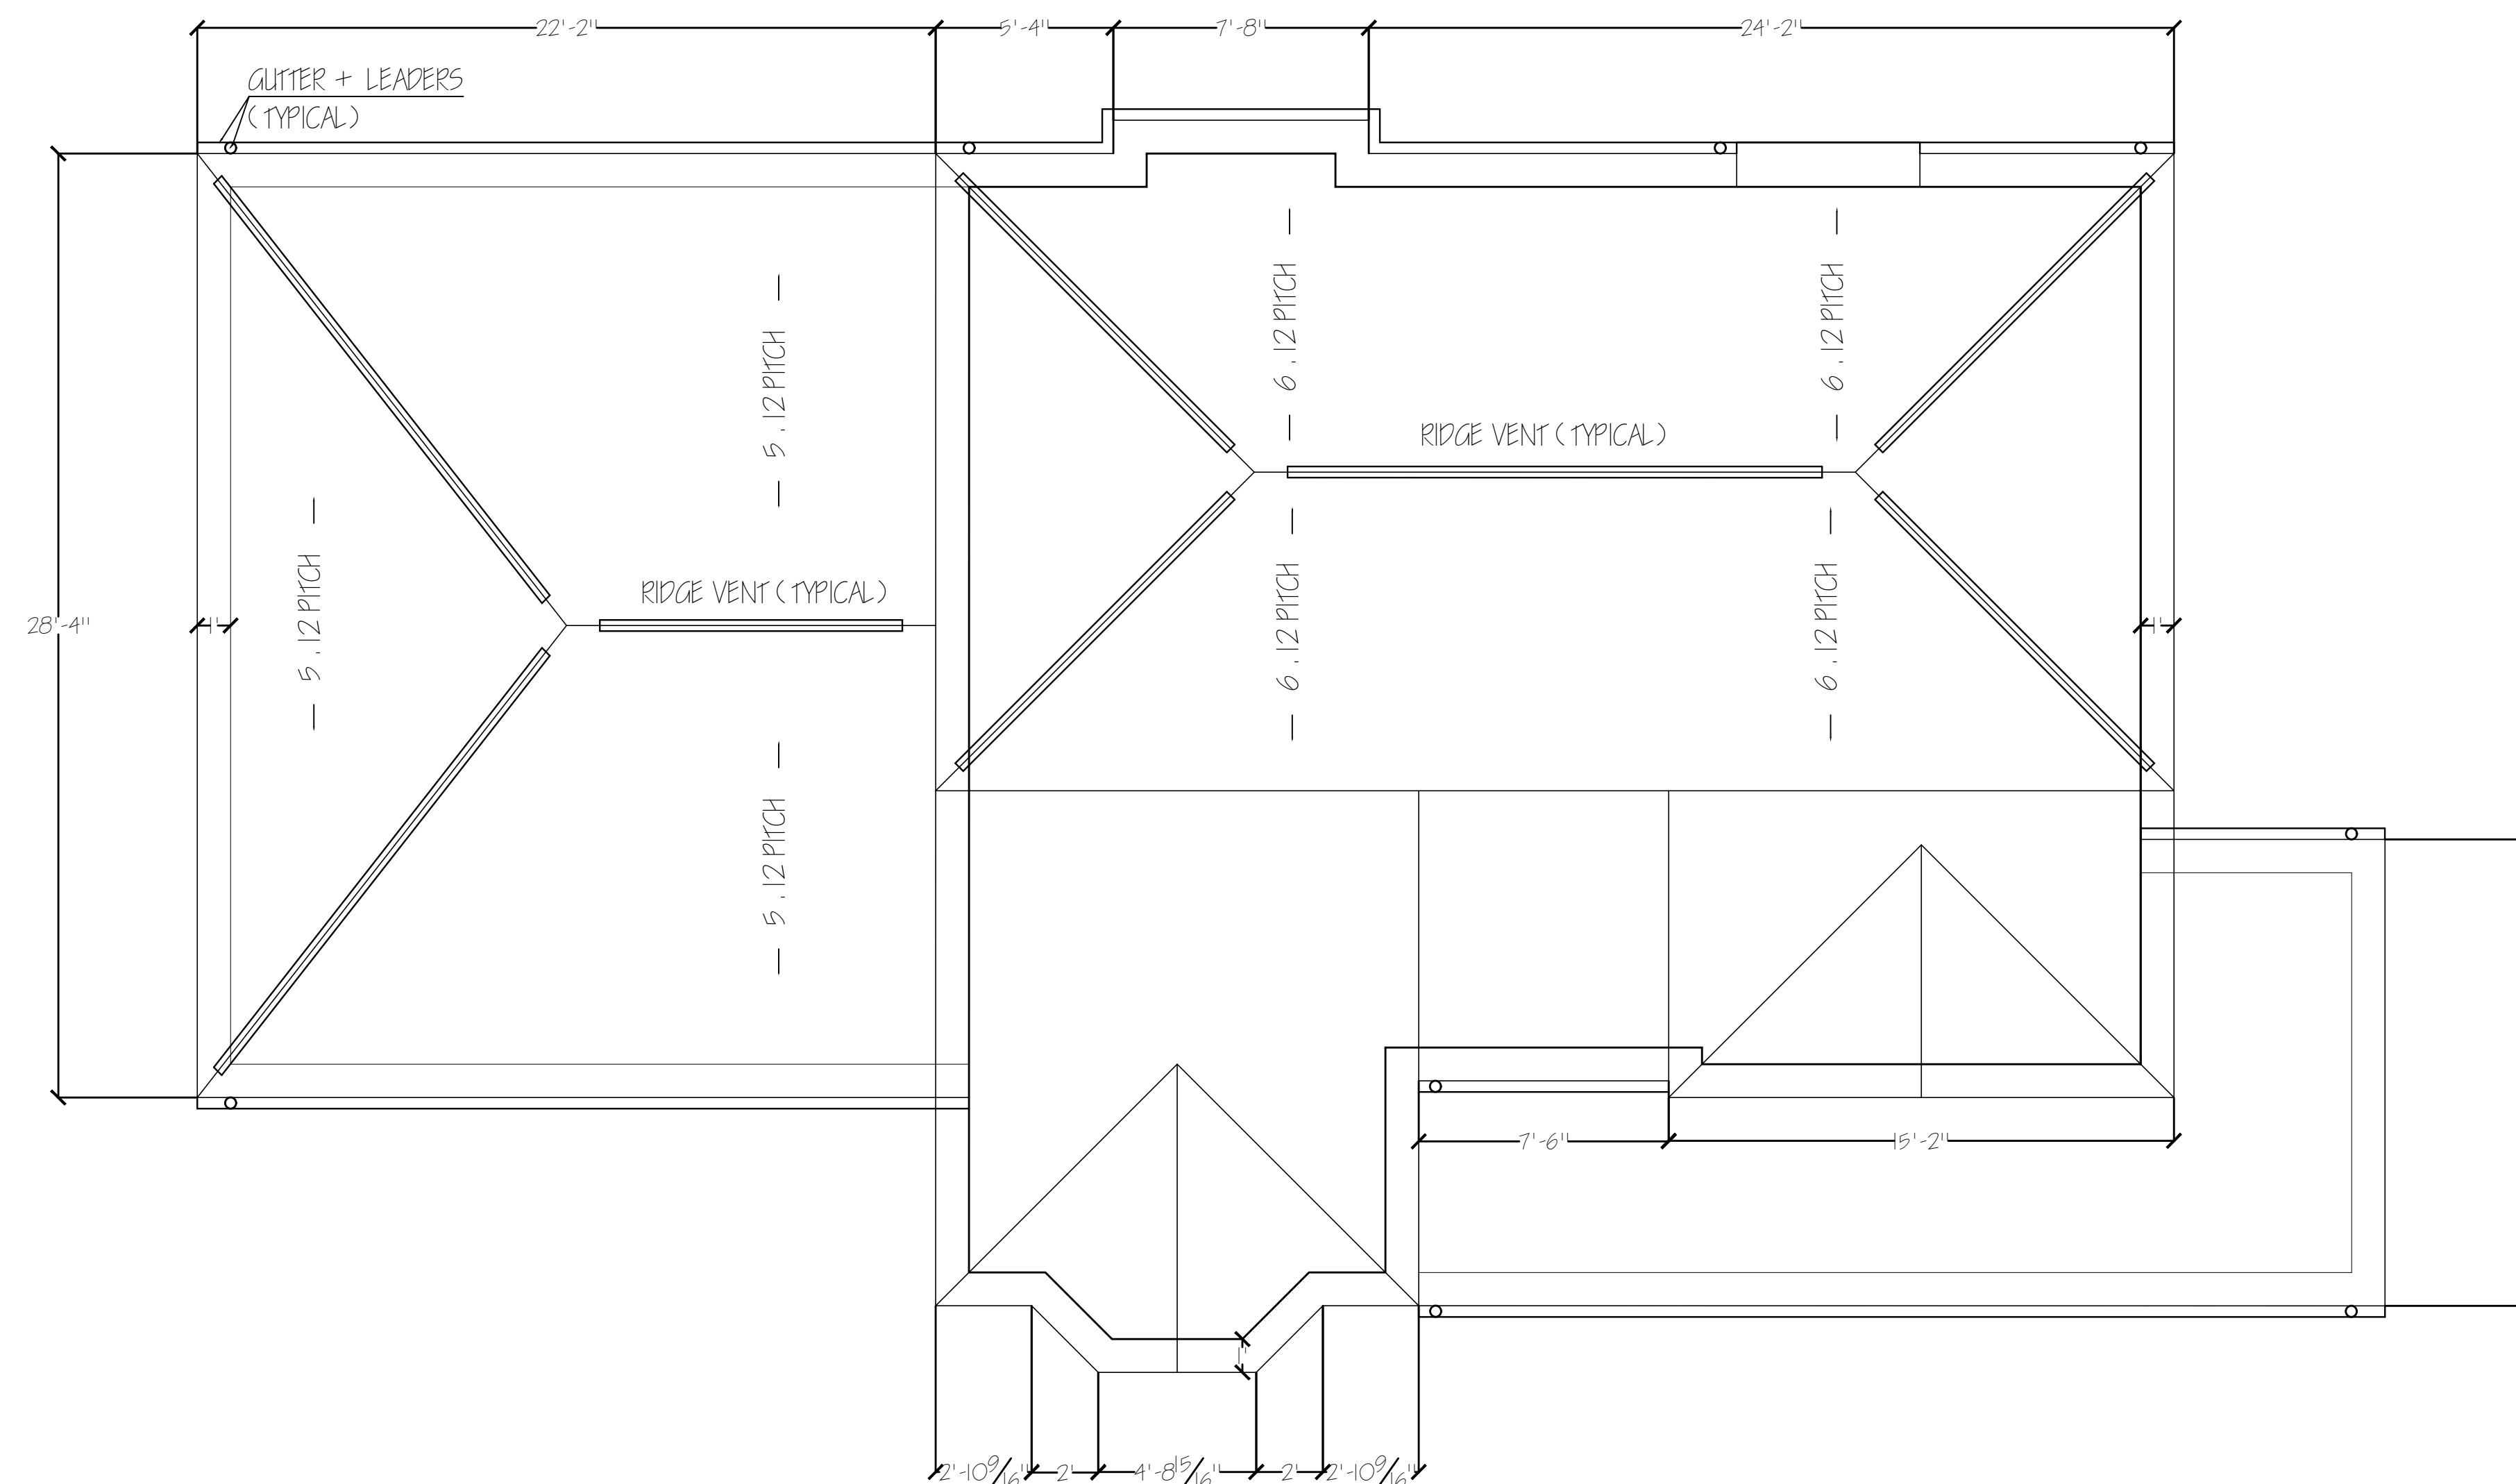 22'-2"
5'-4"
7'-8"
24'-2"
GUTTER + LEADERS
(TYPICAL)
6 : 12 PITCH
6 : 12 PITCH
5 : 12 PITCH
RIDGE VENT (TYPICAL)
RIDGE VENT (TYPICAL)
28'-4"
1'
5 : 12 PITCH
6 : 12 PITCH
6 : 12 PITCH
1'
5 : 12 PITCH
7'-6"
15'-2"
1'
2'-10 9/16"
2'
4'-8 15/16"
2'
2'-10 9/16"